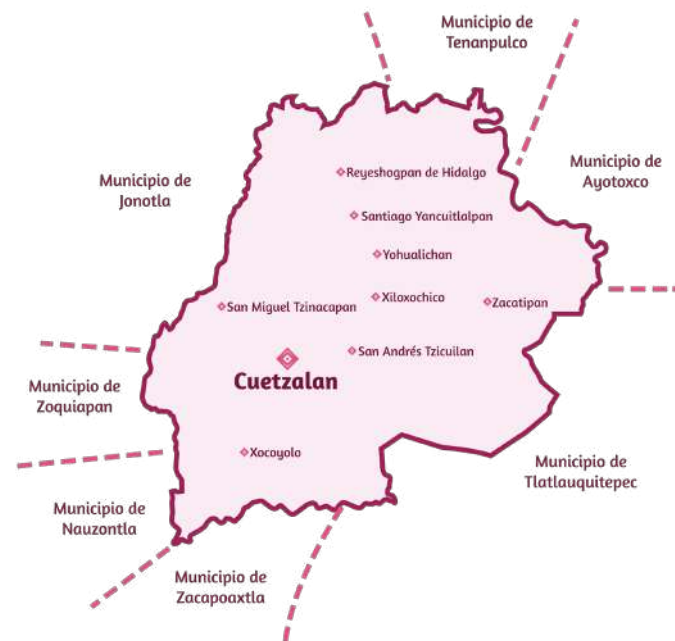 Municipio de
Tenanpulco
Municipio de
Ayotoxco
Municipio de
Jonotla
Reyeshogpan de Hidalgo
Santiago Yancuitlalpan
Yohualichan
Xiloxochico
Zacatipan
San Miguel Tzinacapan
San Andrés Tzicuilan
Cuetzalan
Municipio de
Zoquiapan
Xocoyolo
Municipio de
Tlatlauquitepec
Municipio de
Nauzontla
Municipio de
Zacapoaxtla